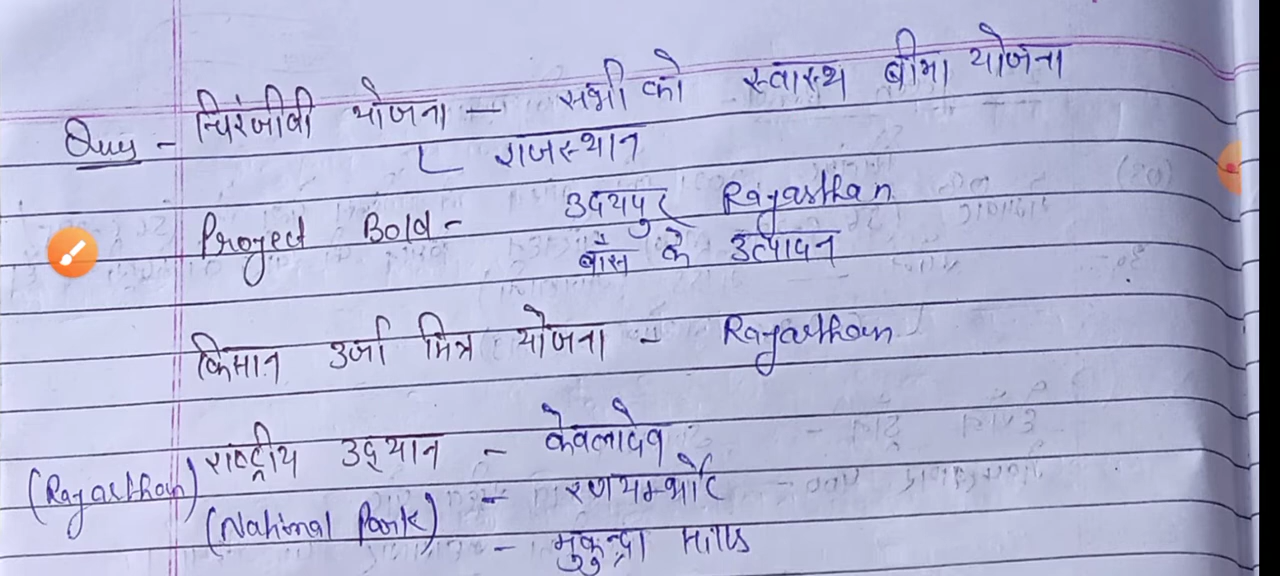 Ques - चिरंजीवी योजना - सभी को स्वास्थ बीमा योजना
राजस्थान
Project Bold - उदयपुर Rajasthan
बाँस के उत्पादन
किसान उर्जा मित्र योजना - Rajasthan
(Rajasthan) राष्ट्रीय उद्यान - केवलादेव
(National Park) - रणथम्भौर
- मुकुन्द्रा Hills